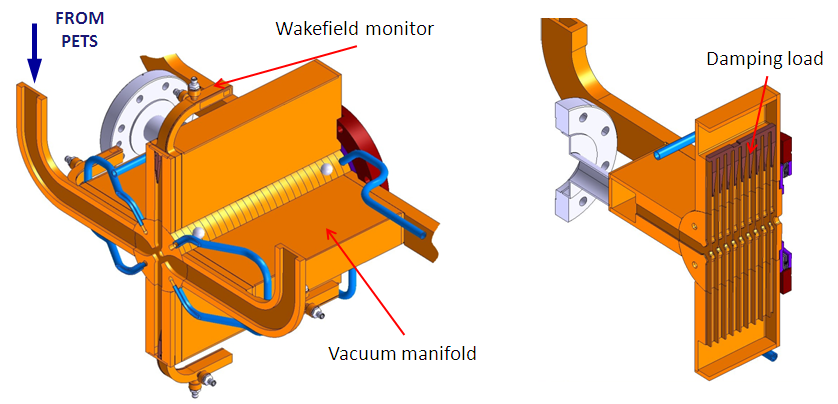 FROM
PETS
Wakefield monitor
Damping load
Vacuum manifold